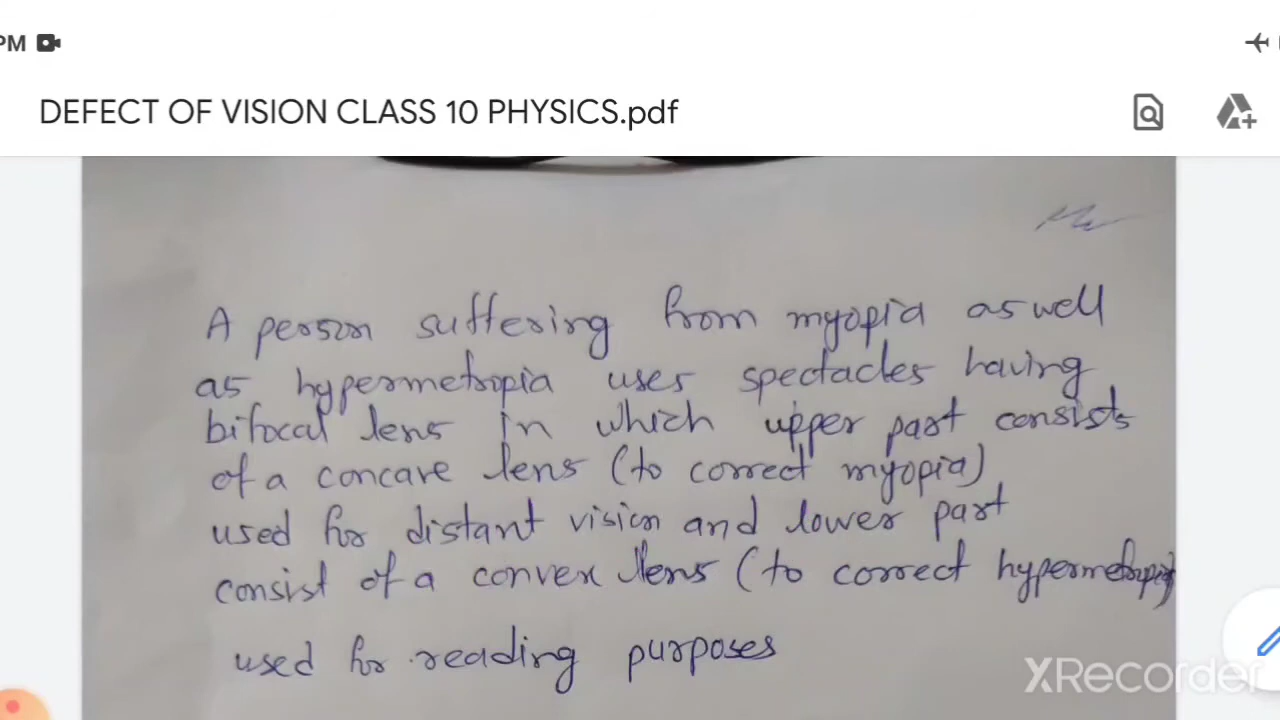 PM
DEFECT OF VISION CLASS 10 PHYSICS.pdf
A person suffering from myopia as well
as hypermetropia uses spectacles having
bifocal lens in which upper part consists
of a concave lens (to correct myopia)
used for distant vision and lower part
consist of a convex lens (to correct hypermetropia)
used for reading purposes
XRecorder